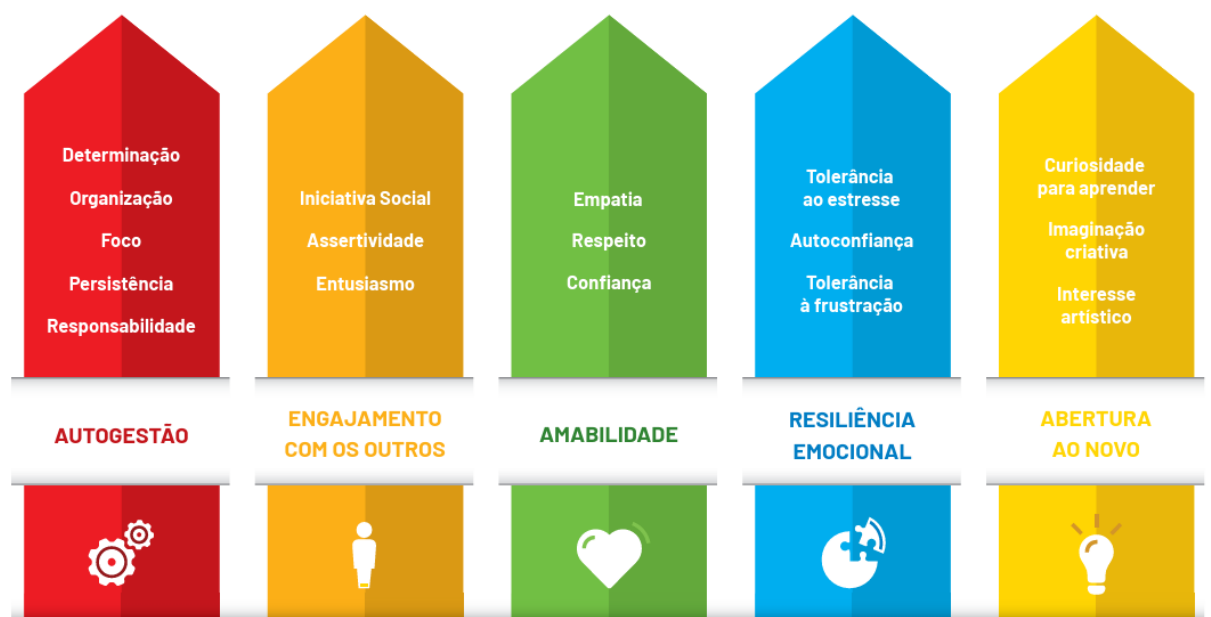 Determinação
Organização
Foco
Persistência
Responsabilidade
AUTOGESTÃO
Iniciativa Social
Assertividade
Entusiasmo
ENGAJAMENTO
COM OS OUTROS
Empatia
Respeito
Confiança
AMABILIDADE
Tolerância
ao estresse
Autoconfiança
Tolerância
à frustração
RESILIÊNCIA
EMOCIONAL
Curiosidade
para aprender
Imaginação
criativa
Interesse
artístico
ABERTURA
AO NOVO